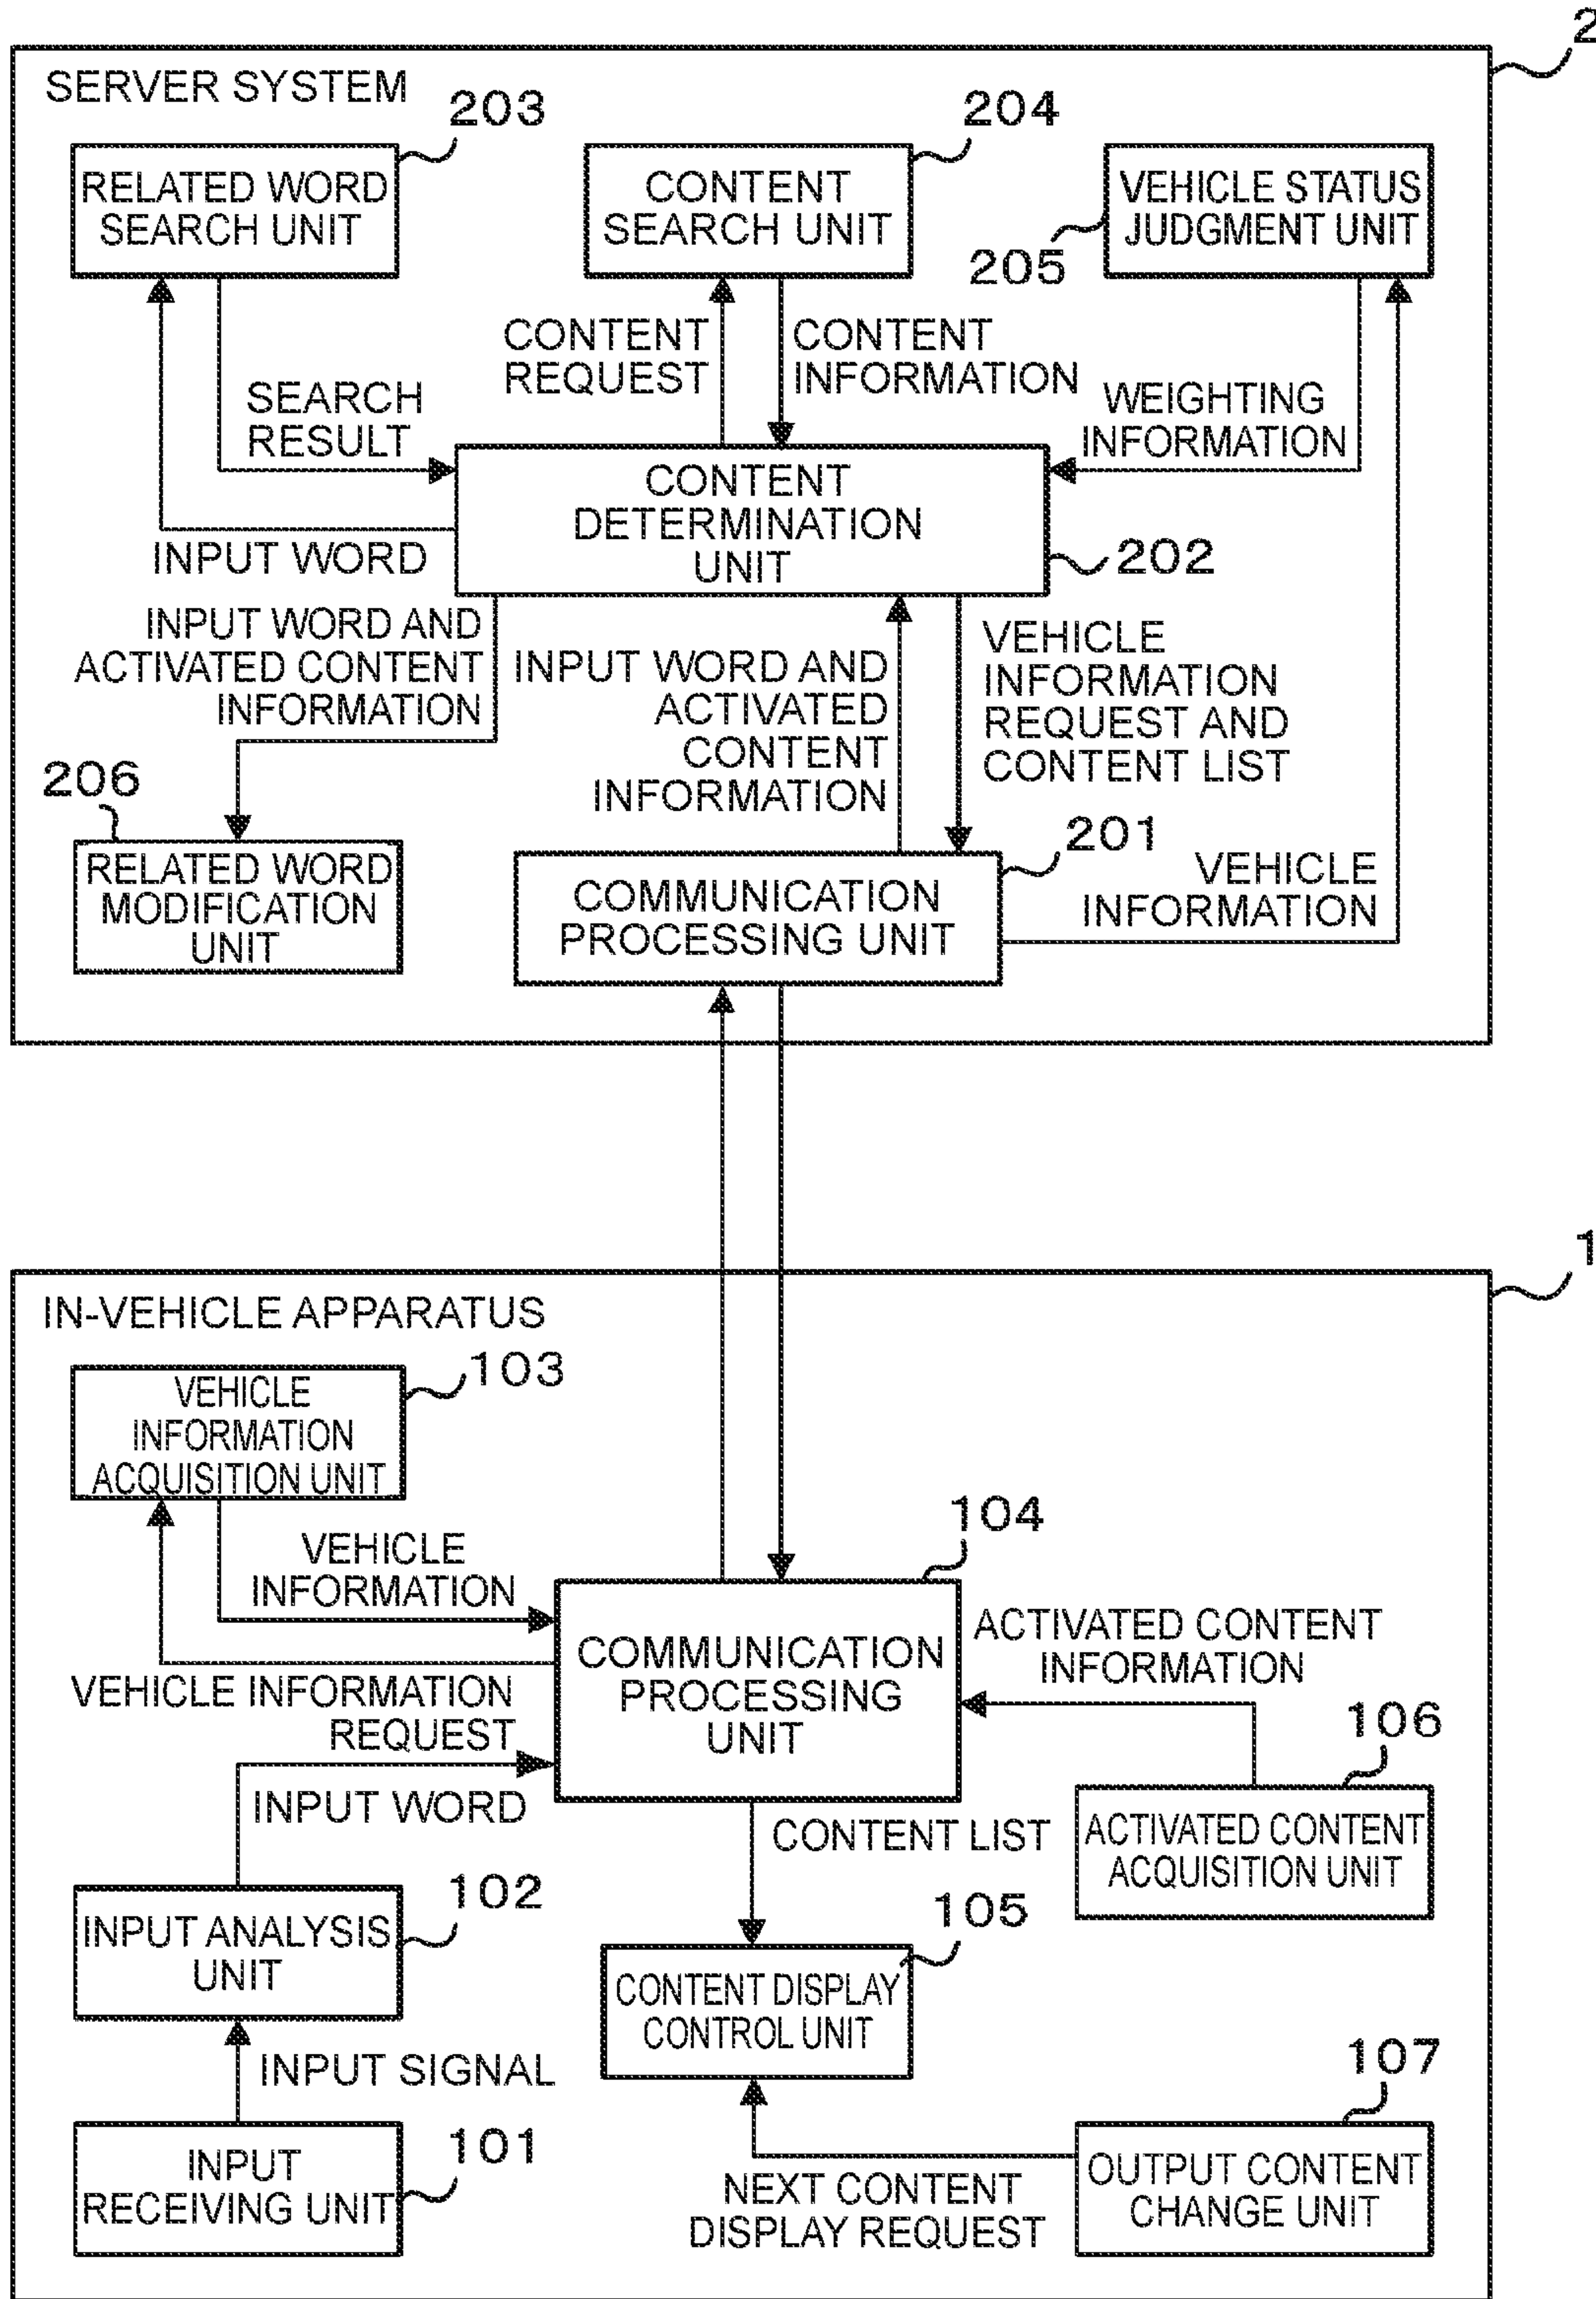 2
SERVER SYSTEM
203
204
RELATED WORD
SEARCH UNIT
CONTENT
SEARCH UNIT
VEHICLE STATUS
JUDGMENT UNIT
205
CONTENT
REQUEST
CONTENT
INFORMATION
SEARCH
RESULT
WEIGHTING
INFORMATION
CONTENT
DETERMINATION
UNIT
202
INPUT WORD
INPUT WORD AND
ACTIVATED CONTENT
INFORMATION
INPUT WORD AND
ACTIVATED
CONTENT
INFORMATION
VEHICLE
INFORMATION
REQUEST AND
CONTENT LIST
206
RELATED WORD
MODIFICATION
UNIT
201
COMMUNICATION
PROCESSING UNIT
VEHICLE
INFORMATION
1
IN-VEHICLE APPARATUS
103
VEHICLE
INFORMATION
ACQUISITION UNIT
104
VEHICLE
INFORMATION
COMMUNICATION
PROCESSING
UNIT
ACTIVATED CONTENT
INFORMATION
VEHICLE INFORMATION
REQUEST
106
INPUT WORD
CONTENT LIST
ACTIVATED CONTENT
ACQUISITION UNIT
102
INPUT ANALYSIS
UNIT
105
CONTENT DISPLAY
CONTROL UNIT
INPUT SIGNAL
107
101
INPUT
RECEIVING UNIT
NEXT CONTENT
DISPLAY REQUEST
OUTPUT CONTENT
CHANGE UNIT